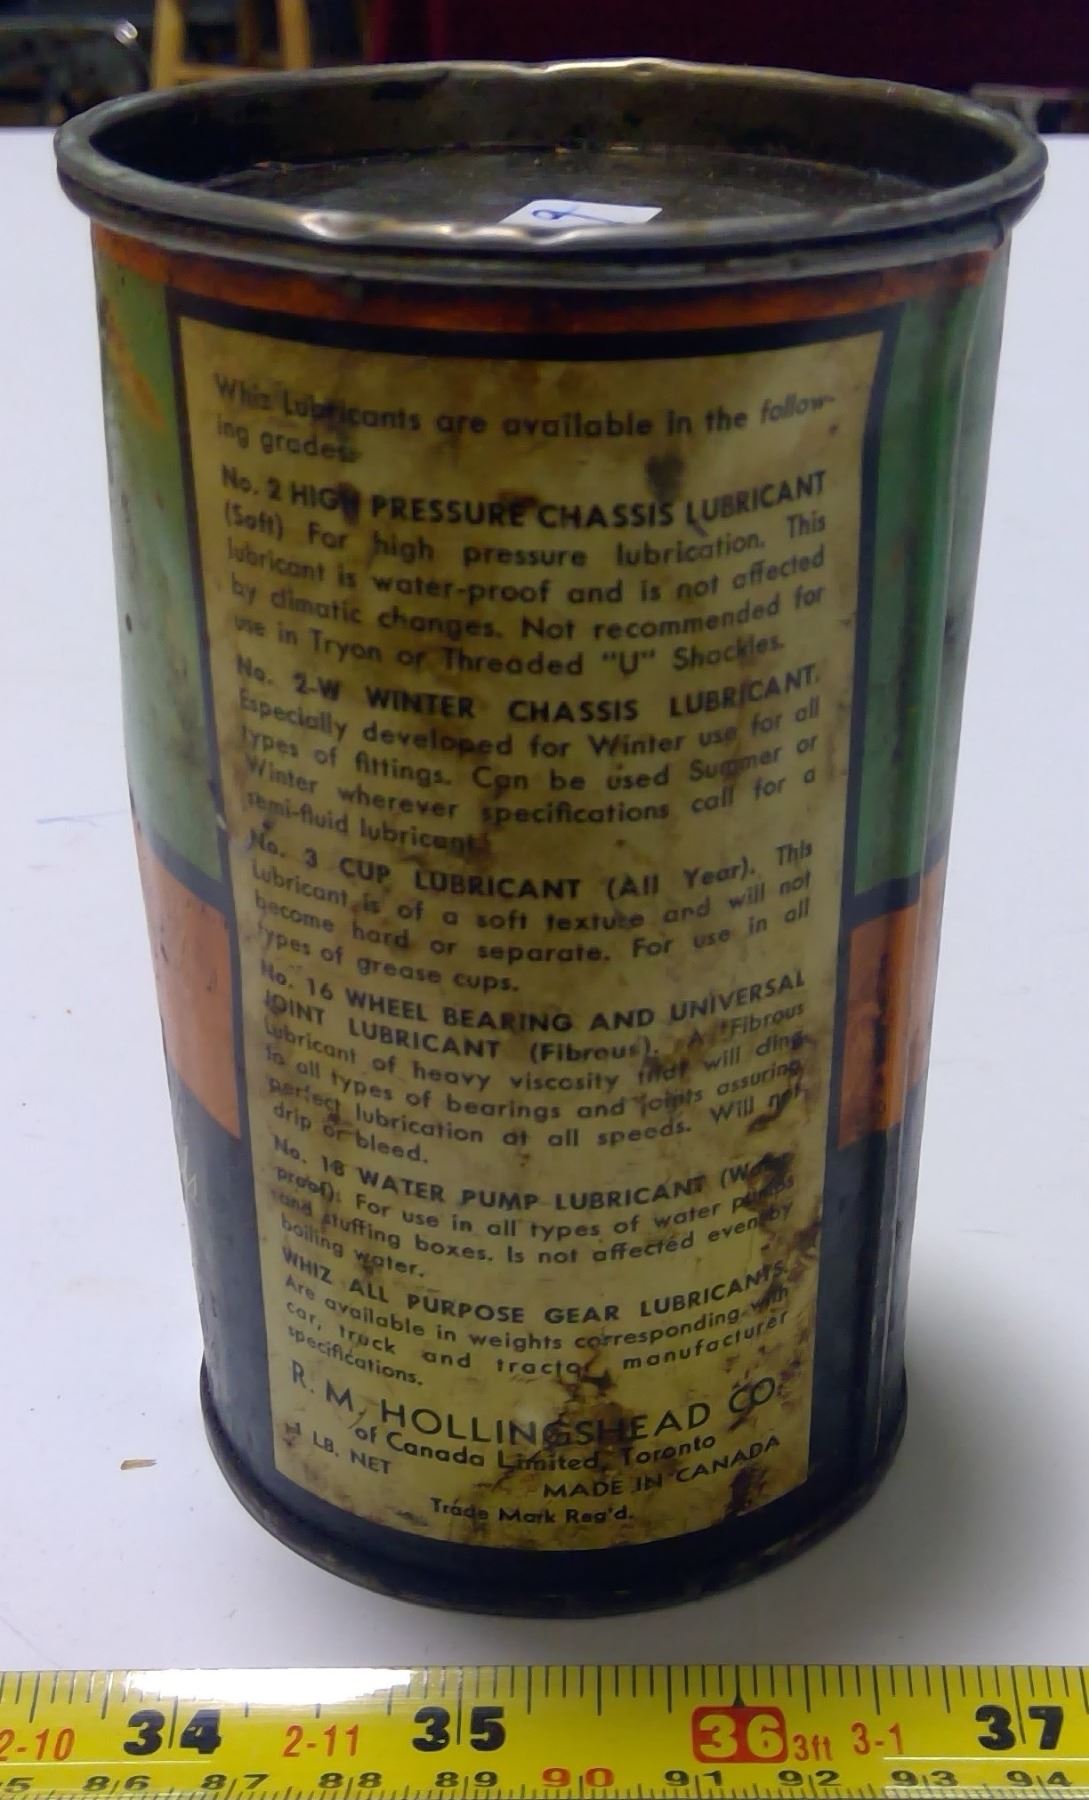 Whiz Lubricants are available in the follow-
ing grades:
No. 2 HIGH PRESSURE CHASSIS LUBRICANT
(Soft) For high pressure lubrication. This
lubricant is water-proof and is not affected
by climatic changes. Not recommended for
use in Tryon or Threaded "U" Shackles.
No. 2-W WINTER CHASSIS LUBRICANT.
Especially developed for Winter use for all
types of fittings. Can be used Summer or
Winter wherever specifications call for a
semi-fluid lubricant.
No. 3 CUP LUBRICANT (All Year). This
Lubricant is of a soft texture and will not
become hard or separate. For use in all
types of grease cups.
No. 16 WHEEL BEARING AND UNIVERSAL
JOINT LUBRICANT (Fibrous). A Fibrous
Lubricant of heavy viscosity that will cling
to all types of bearings and joints assuring
perfect lubrication at all speeds. Will not
drip or bleed.
No. 18 WATER PUMP LUBRICANT (Water
proof). For use in all types of water pumps
and stuffing boxes. Is not affected even by
boiling water.
WHIZ ALL PURPOSE GEAR LUBRICANTS.
Are available in weights corresponding with
car, truck and tractor manufacturer
specifications.
R. M. HOLLINGSHEAD CO.
of Canada Limited, Toronto
1 LB. NET MADE IN CANADA
Trade Mark Reg'd.
2-10 34 2-11 35 36 3ft 3-1 37
5 86 87 88 89 90 91 92 93 94